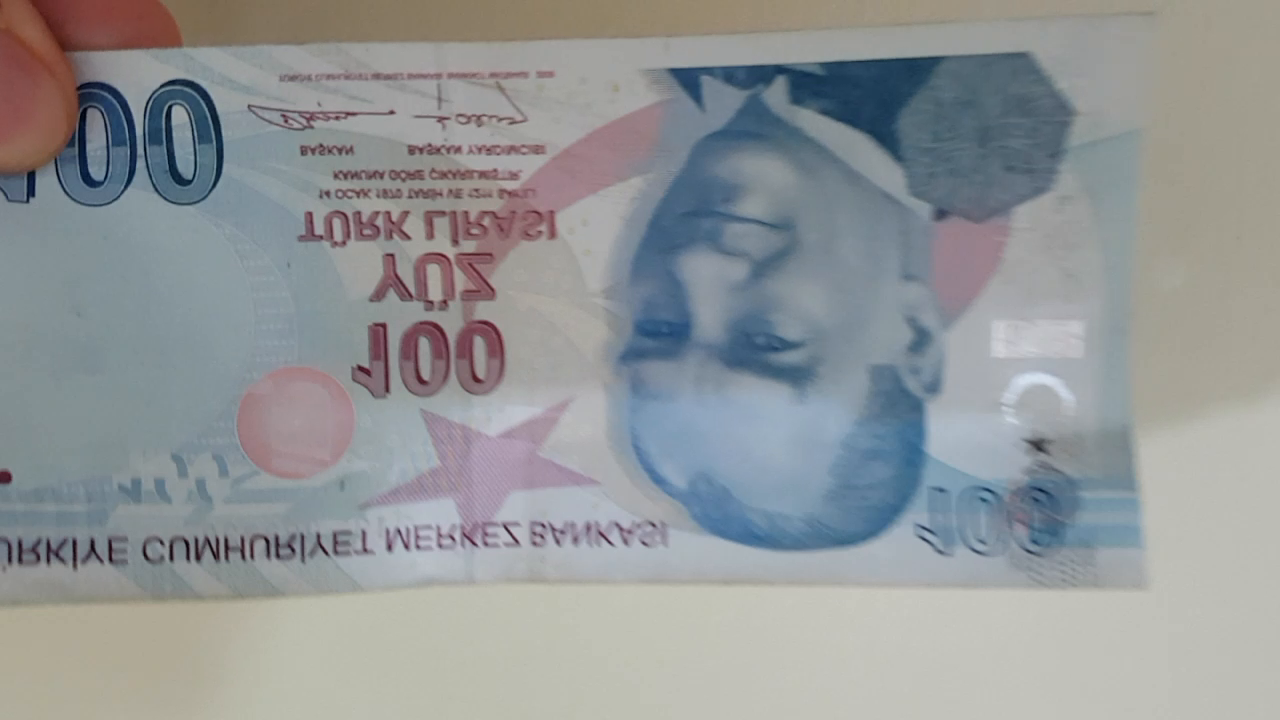 TÜRKİYE CUMHURİYET MERKEZ BANKASI
100
100
YÜZ
TÜRK LİRASI
14 OCAK 1970 TARİH VE 1211 SAYILI
KANUNA GÖRE ÇIKARILMIŞTIR.
BAŞKAN BAŞKAN YARDIMCISI
100